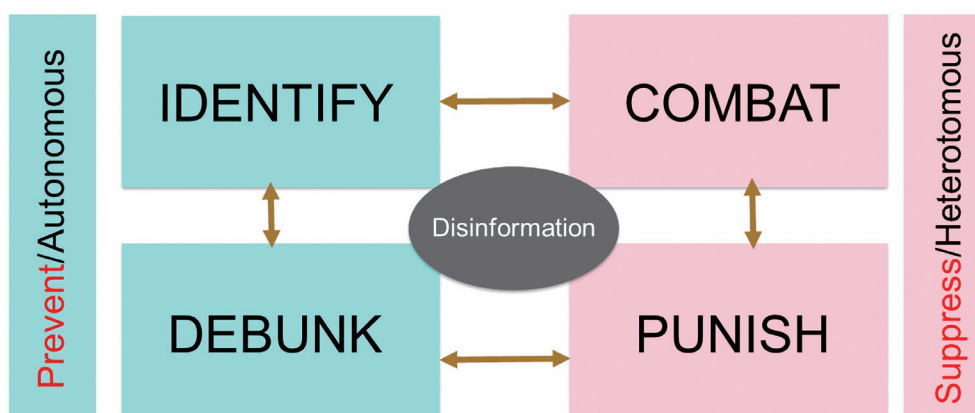 Prevent/Autonomous
IDENTIFY
COMBAT
Disinformation
DEBUNK
PUNISH
Suppress/Heterotomous